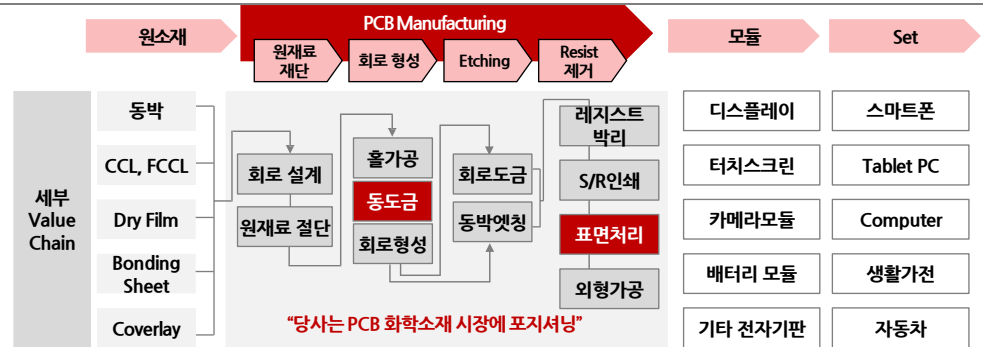 원소재
PCB Manufacturing
모듈
Set
원재료
재단
회로 형성
Etching
Resist
제거
세부
Value
Chain
동박
CCL, FCCL
Dry Film
Bonding
Sheet
Coverlay
회로 설계
원재료 절단
홀가공
동도금
회로형성
회로도금
동박엣칭
레지스트
박리
S/R인쇄
표면처리
외형가공
“당사는 PCB 화학소재 시장에 포지셔닝”
디스플레이
터치스크린
카메라모듈
배터리 모듈
기타 전자기판
스마트폰
Tablet PC
Computer
생활가전
자동차